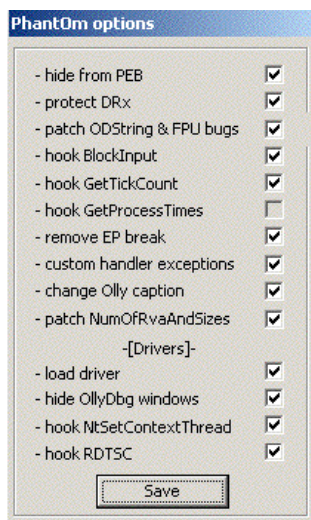 PhantOm options
- hide from PEB
- protect DRx
- patch ODString & FPU bugs
- hook BlockInput
- hook GetTickCount
- hook GetProcessTimes
- remove EP break
- custom handler exceptions
- change Olly caption
- patch NumOfRvaAndSizes
-[Drivers]-
- load driver
- hide OllyDbg windows
- hook NtSetContextThread
- hook RDTSC
Save